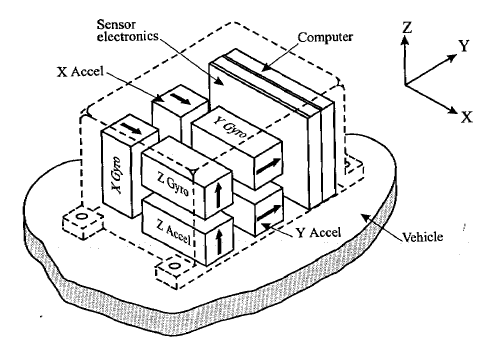 Sensor
electronics
Computer
X Accel
Z
Y
X
X Gyro
Y Gyro
Z Gyro
Z Accel
Y Accel
Vehicle